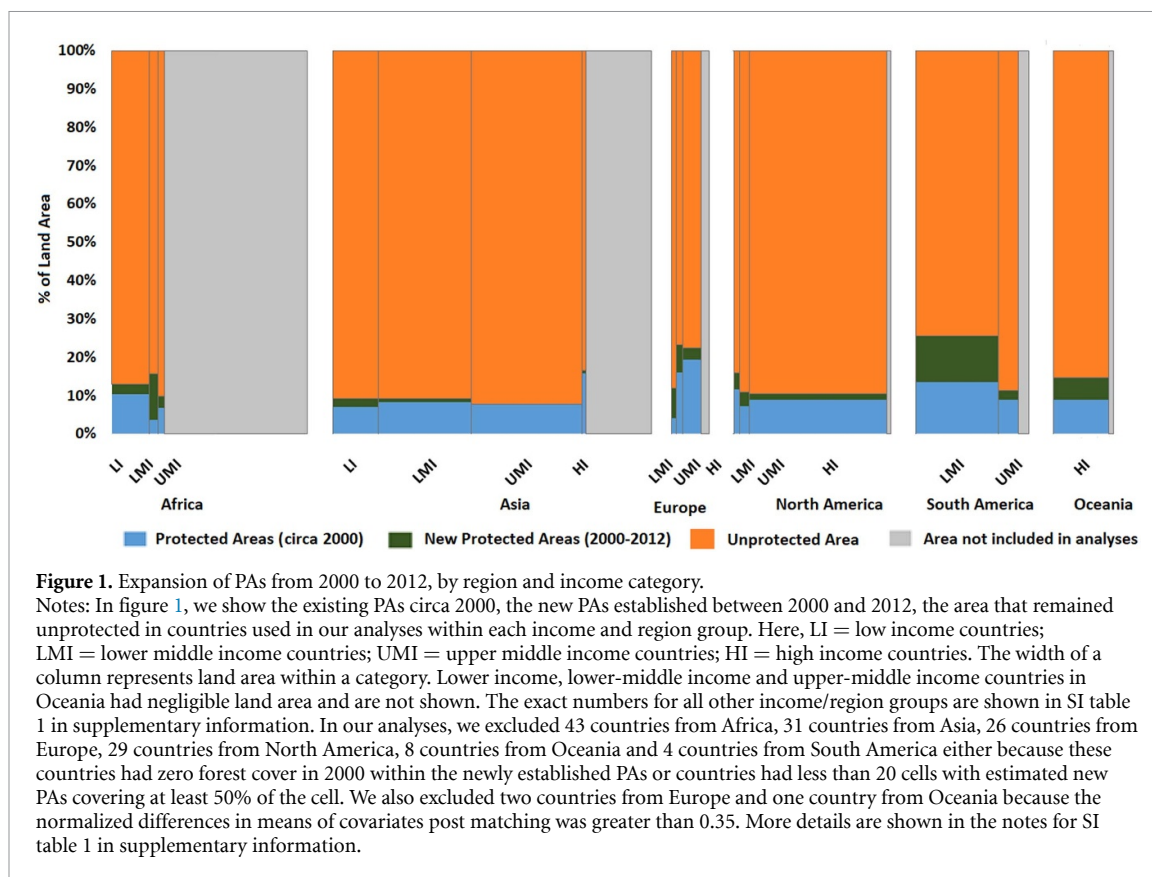 100%
90%
80%
70%
60%
50%
40%
30%
20%
10%
0%
% of Land Area
LI LMI UMI LI LMI UMI HI LMI UMI HI LMI UMI HI LMI UMI HI
Africa Asia Europe North America South America Oceania
Protected Areas (circa 2000) New Protected Areas (2000-2012) Unprotected Area Area not included in analyses
Figure 1. Expansion of PAs from 2000 to 2012, by region and income category.
Notes: In figure 1, we show the existing PAs circa 2000, the new PAs established between 2000 and 2012, the area that remained
unprotected in countries used in our analyses within each income and region group. Here, LI = low income countries;
LMI = lower middle income countries; UMI = upper middle income countries; HI = high income countries. The width of a
column represents land area within a category. Lower income, lower-middle income and upper-middle income countries in
Oceania had negligible land area and are not shown. The exact numbers for all other income/region groups are shown in SI table
1 in supplementary information. In our analyses, we excluded 43 countries from Africa, 31 countries from Asia, 26 countries from
Europe, 29 countries from North America, 8 countries from Oceania and 4 countries from South America either because these
countries had zero forest cover in 2000 within the newly established PAs or countries had less than 20 cells with estimated new
PAs covering at least 50% of the cell. We also excluded two countries from Europe and one country from Oceania because the
normalized differences in means of covariates post matching was greater than 0.35. More details are shown in the notes for SI
table 1 in supplementary information.